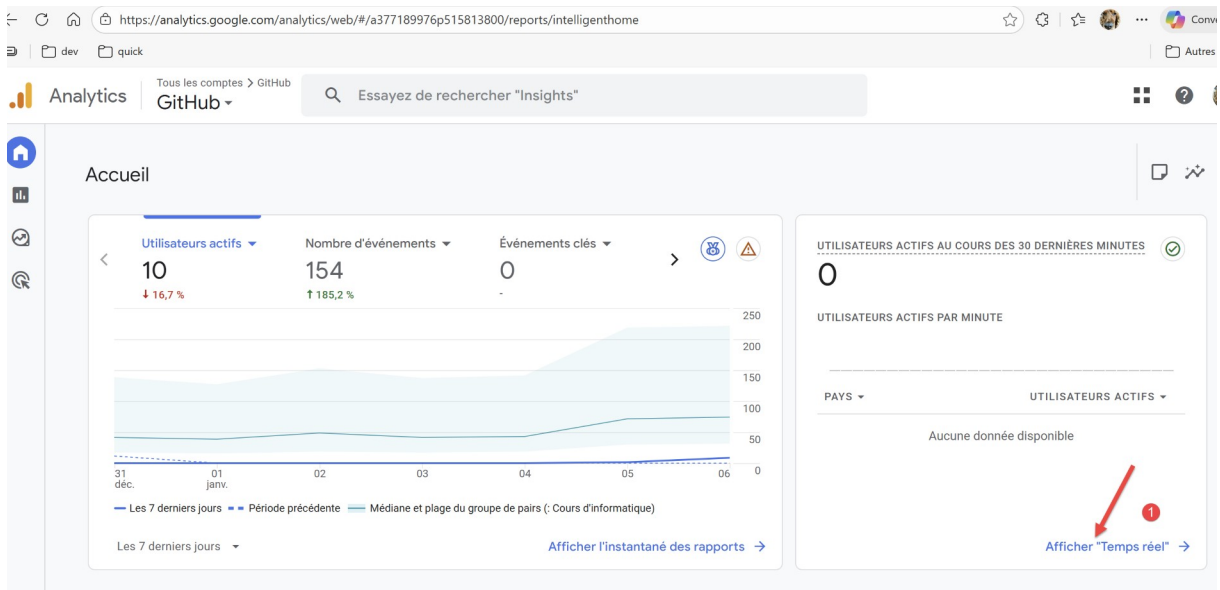 https://analytics.google.com/analytics/web/#/a377189976p515813800/reports/intelligenthome
dev
quick
Autres
Analytics
Tous les comptes > GitHub
GitHub
Essayez de rechercher "Insights"
Accueil
Utilisateurs actifs
10
↓ 16,7 %
Nombre d'événements
154
↑ 185,2 %
Événements clés
0
-
250
200
150
100
50
0
31 déc.
01 janv.
02
03
04
05
06
Les 7 derniers jours
Période précédente
Médiane et plage du groupe de pairs (: Cours d'informatique)
Les 7 derniers jours
Afficher l'instantané des rapports →
UTILISATEURS ACTIFS AU COURS DES 30 DERNIÈRES MINUTES
0
UTILISATEURS ACTIFS PAR MINUTE
PAYS
UTILISATEURS ACTIFS
Aucune donnée disponible
1
Afficher "Temps réel" →